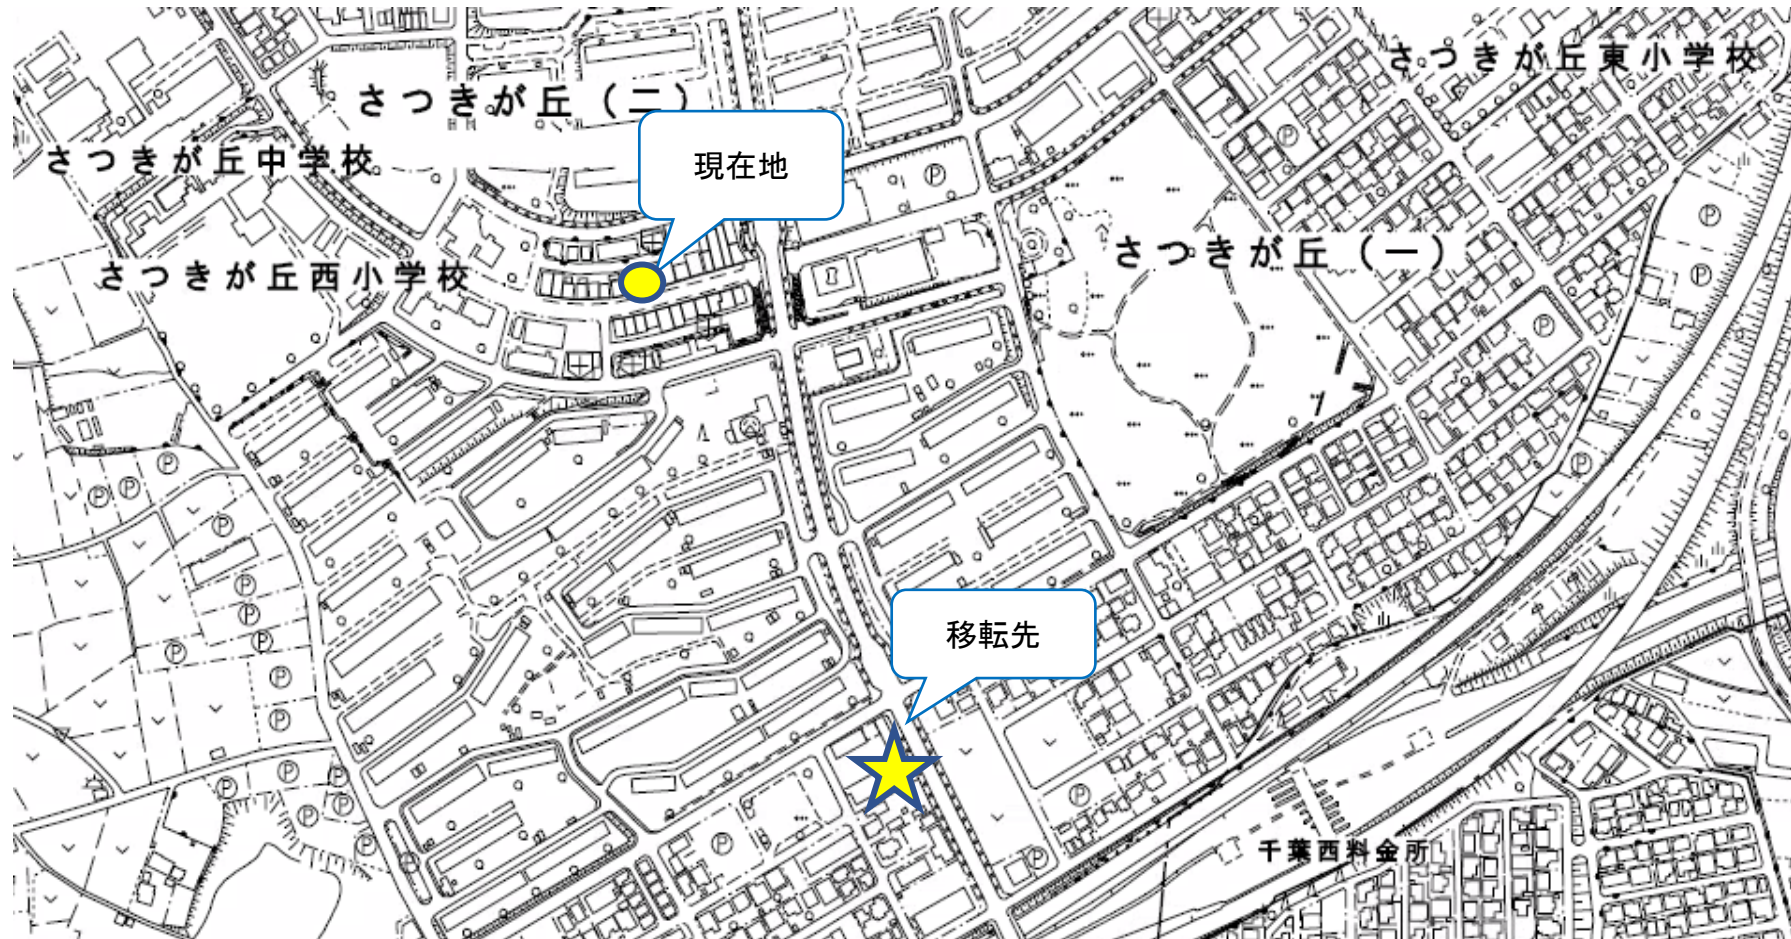 さつきが丘東小学校
さつきが丘（二）
さつきが丘中学校
現在地
さつきが丘（一）
さつきが丘西小学校
移転先
千葉西料金所